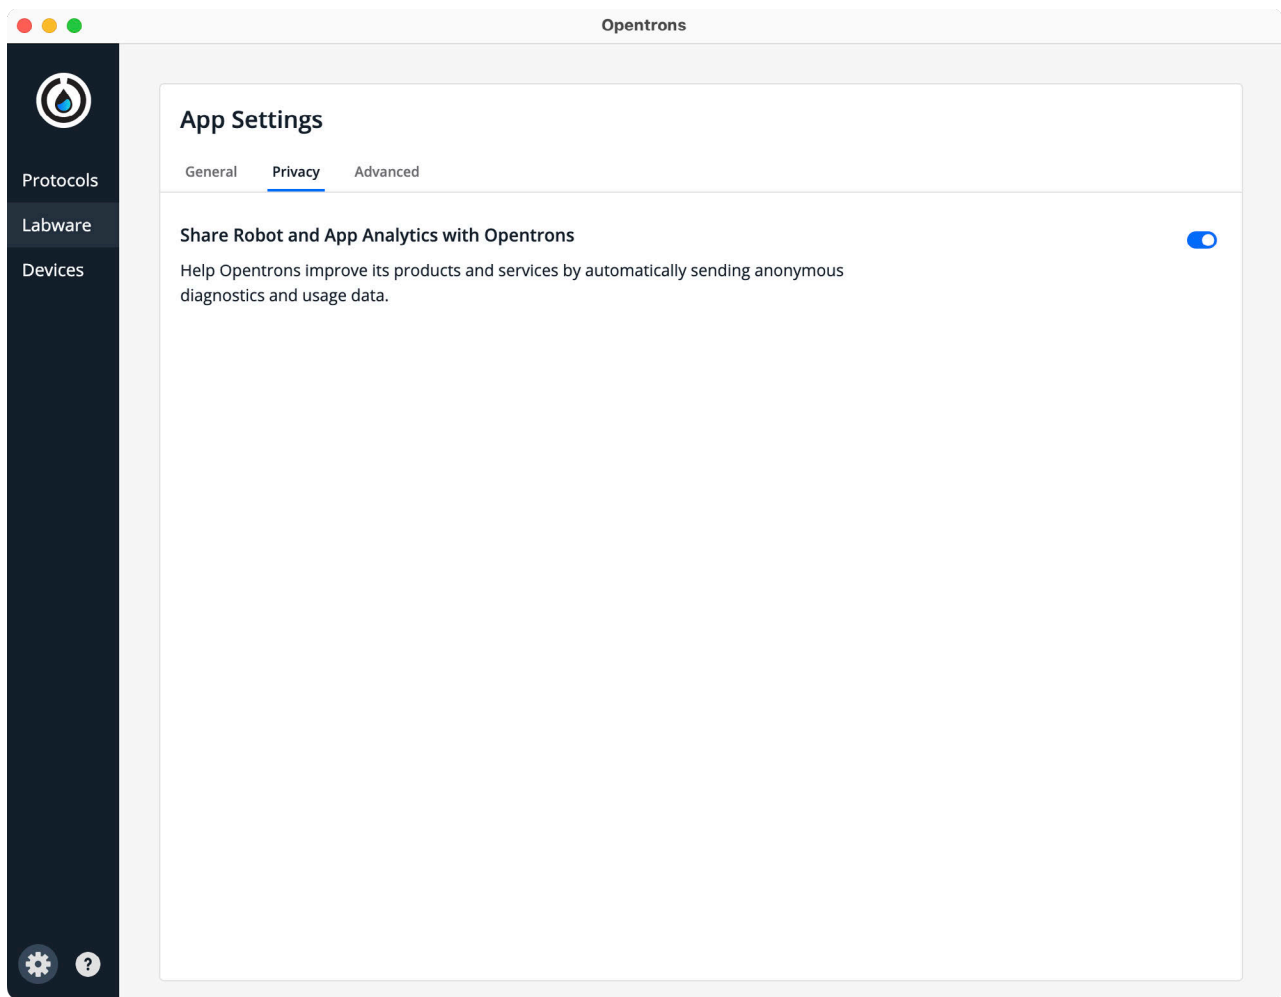 Opentrons
Protocols
Labware
Devices
App Settings
General Privacy Advanced
Share Robot and App Analytics with Opentrons
Help Opentrons improve its products and services by automatically sending anonymous
diagnostics and usage data.
?